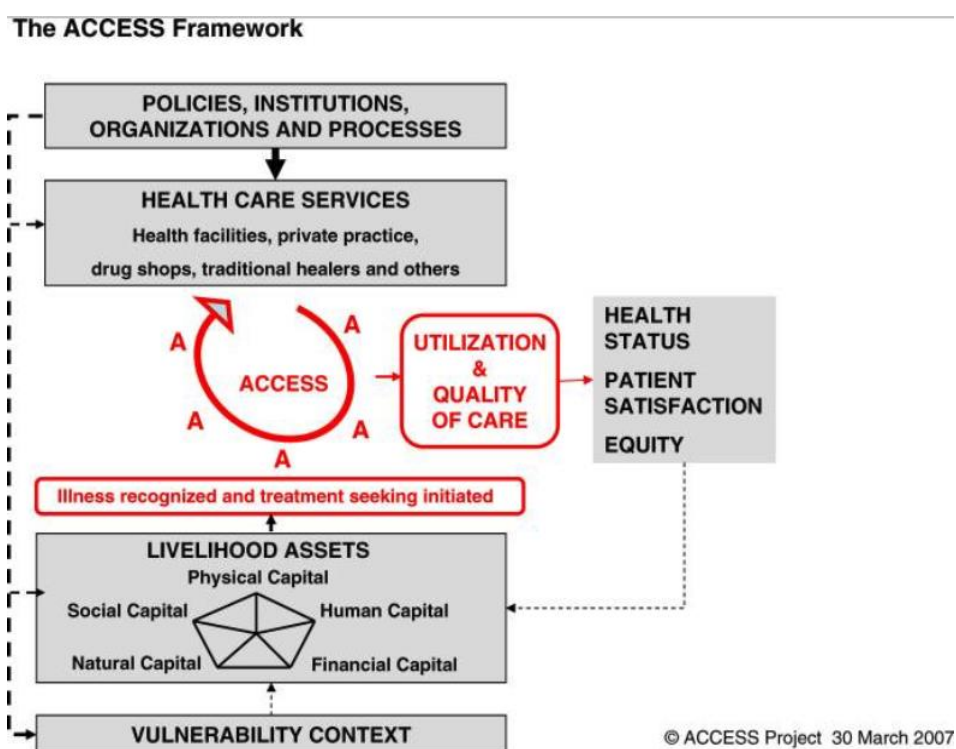 The ACCESS Framework
POLICIES, INSTITUTIONS,
ORGANIZATIONS AND PROCESSES
HEALTH CARE SERVICES
Health facilities, private practice,
drug shops, traditional healers and others
A
A
ACCESS
A
A
A
UTILIZATION
&
QUALITY
OF CARE
HEALTH
STATUS
PATIENT
SATISFACTION
EQUITY
Illness recognized and treatment seeking initiated
LIVELIHOOD ASSETS
Physical Capital
Social Capital
Human Capital
Natural Capital
Financial Capital
VULNERABILITY CONTEXT
© ACCESS Project 30 March 2007